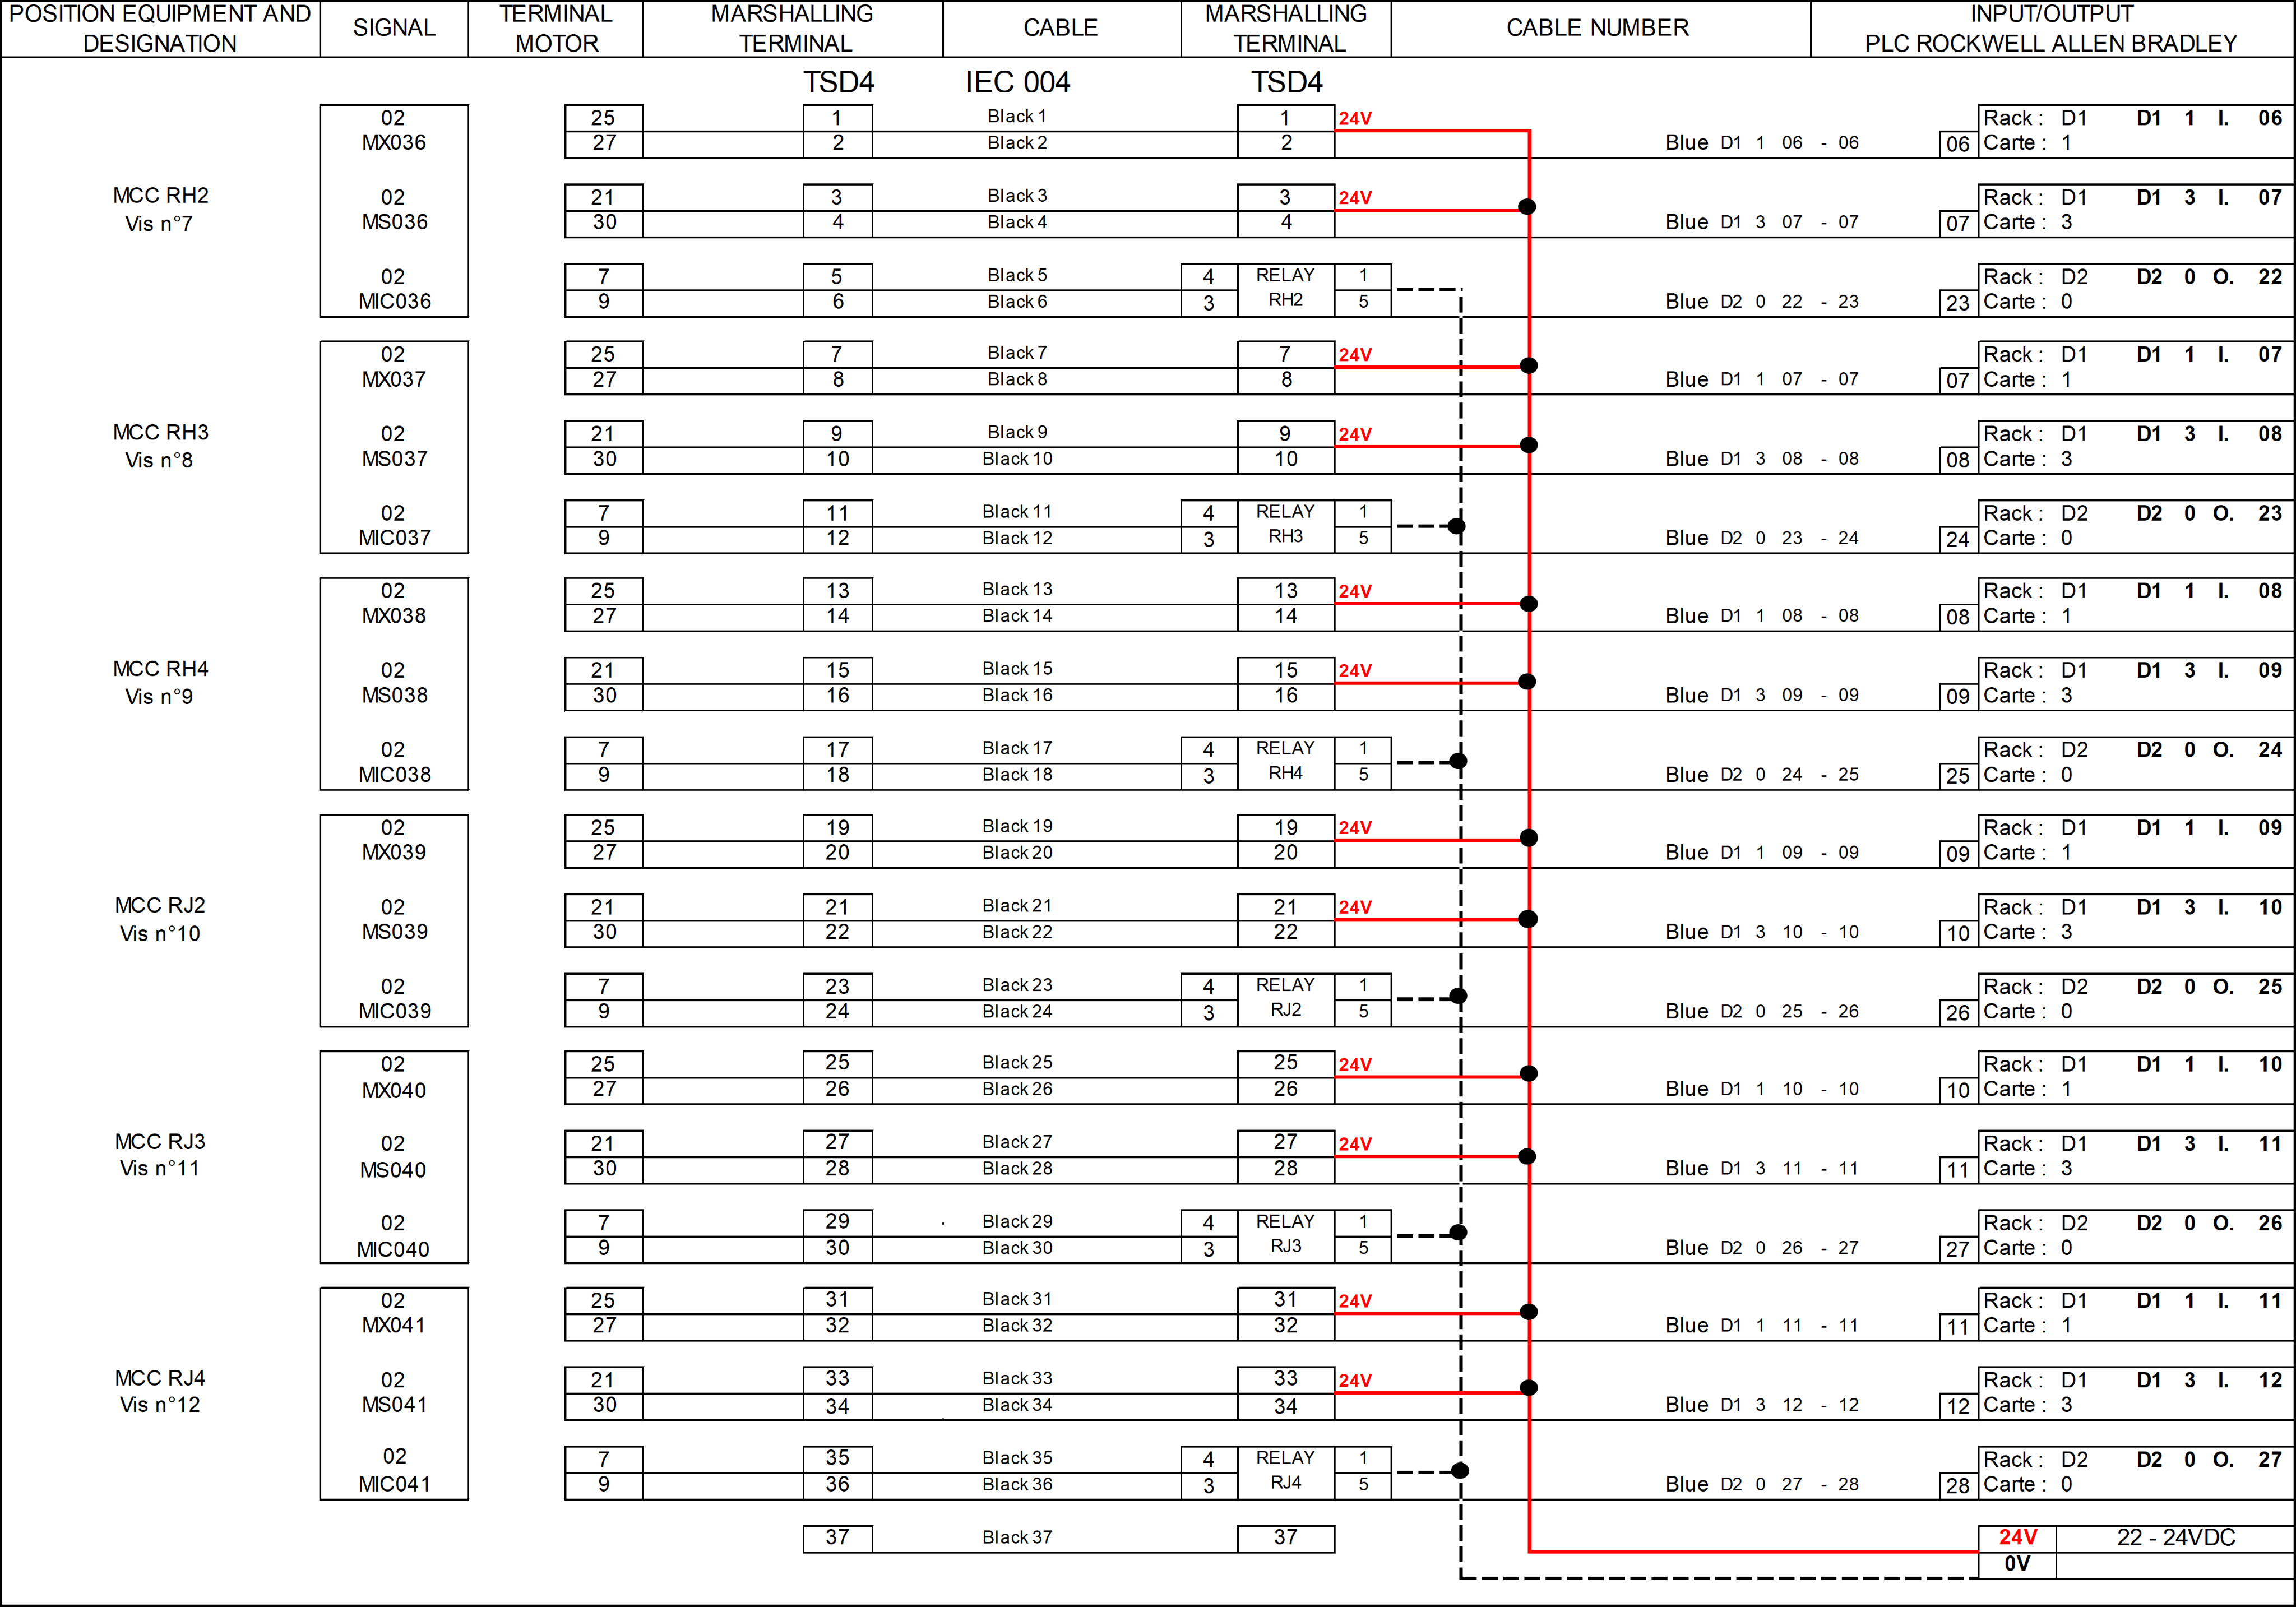 POSITION EQUIPMENT AND DESIGNATION SIGNAL TERMINAL MOTOR MARSHALLING TERMINAL CABLE MARSHALLING TERMINAL CABLE NUMBER INPUT/OUTPUT PLC ROCKWELL ALLEN BRADLEY
TSD4 IEC 004 TSD4
02 25 1 Black 1 1 24V Rack : D1 D1 1 I. 06
MX036 27 2 Black 2 2 Blue D1 1 06 - 06 06 Carte : 1
MCC RH2 02 21 3 Black 3 3 24V Rack : D1 D1 3 I. 07
Vis n°7 MS036 30 4 Black 4 4 Blue D1 3 07 - 07 07 Carte : 3
02 7 5 Black 5 4 RELAY 1 Rack : D2 D2 0 O. 22
MIC036 9 6 Black 6 3 RH2 5 Blue D2 0 22 - 23 23 Carte : 0
02 25 7 Black 7 7 24V Rack : D1 D1 1 I. 07
MX037 27 8 Black 8 8 Blue D1 1 07 - 07 07 Carte : 1
MCC RH3 02 21 9 Black 9 9 24V Rack : D1 D1 3 I. 08
Vis n°8 MS037 30 10 Black 10 10 Blue D1 3 08 - 08 08 Carte : 3
02 7 11 Black 11 4 RELAY 1 Rack : D2 D2 0 O. 23
MIC037 9 12 Black 12 3 RH3 5 Blue D2 0 23 - 24 24 Carte : 0
02 25 13 Black 13 13 24V Rack : D1 D1 1 I. 08
MX038 27 14 Black 14 14 Blue D1 1 08 - 08 08 Carte : 1
MCC RH4 02 21 15 Black 15 15 24V Rack : D1 D1 3 I. 09
Vis n°9 MS038 30 16 Black 16 16 Blue D1 3 09 - 09 09 Carte : 3
02 7 17 Black 17 4 RELAY 1 Rack : D2 D2 0 O. 24
MIC038 9 18 Black 18 3 RH4 5 Blue D2 0 24 - 25 25 Carte : 0
02 25 19 Black 19 19 24V Rack : D1 D1 1 I. 09
MX039 27 20 Black 20 20 Blue D1 1 09 - 09 09 Carte : 1
MCC RJ2 02 21 21 Black 21 21 24V Rack : D1 D1 3 I. 10
Vis n°10 MS039 30 22 Black 22 22 Blue D1 3 10 - 10 10 Carte : 3
02 7 23 Black 23 4 RELAY 1 Rack : D2 D2 0 O. 25
MIC039 9 24 Black 24 3 RJ2 5 Blue D2 0 25 - 26 26 Carte : 0
02 25 25 Black 25 25 24V Rack : D1 D1 1 I. 10
MX040 27 26 Black 26 26 Blue D1 1 10 - 10 10 Carte : 1
MCC RJ3 02 21 27 Black 27 27 24V Rack : D1 D1 3 I. 11
Vis n°11 MS040 30 28 Black 28 28 Blue D1 3 11 - 11 11 Carte : 3
02 7 29 Black 29 4 RELAY 1 Rack : D2 D2 0 O. 26
MIC040 9 30 Black 30 3 RJ3 5 Blue D2 0 26 - 27 27 Carte : 0
02 25 31 Black 31 31 24V Rack : D1 D1 1 I. 11
MX041 27 32 Black 32 32 Blue D1 1 11 - 11 11 Carte : 1
MCC RJ4 02 21 33 Black 33 33 24V Rack : D1 D1 3 I. 12
Vis n°12 MS041 30 34 Black 34 34 Blue D1 3 12 - 12 12 Carte : 3
02 7 35 Black 35 4 RELAY 1 Rack : D2 D2 0 O. 27
MIC041 9 36 Black 36 3 RJ4 5 Blue D2 0 27 - 28 28 Carte : 0
37 Black 37 37 24V 22 - 24VDC
0V